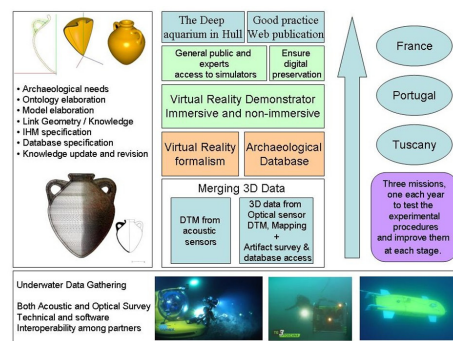 • Archaeological needs
• Ontology elaboration
• Model elaboration
• Link Geometry / Knowledge
• IHM specification
• Database specification
• Knowledge update and revision
The Deep
aquarium in Hull
Good practice
Web publication
General public and
experts
access to simulators
Ensure
digital
preservation
Virtual Reality Demonstrator
Immersive and non-immersive
Virtual Reality
formalism
Archaeological
Database
Merging 3D Data
DTM from
acoustic
sensors
3D data from
Optical sensor
DTM, Mapping
+
Artifact survey &
database access
France
Portugal
Tuscany
Three missions,
one each year
to test the
experimental
procedures
and improve them
at each stage.
Underwater Data Gathering
Both Acoustic and Optical Survey
Technical and software
Interoperability among partners